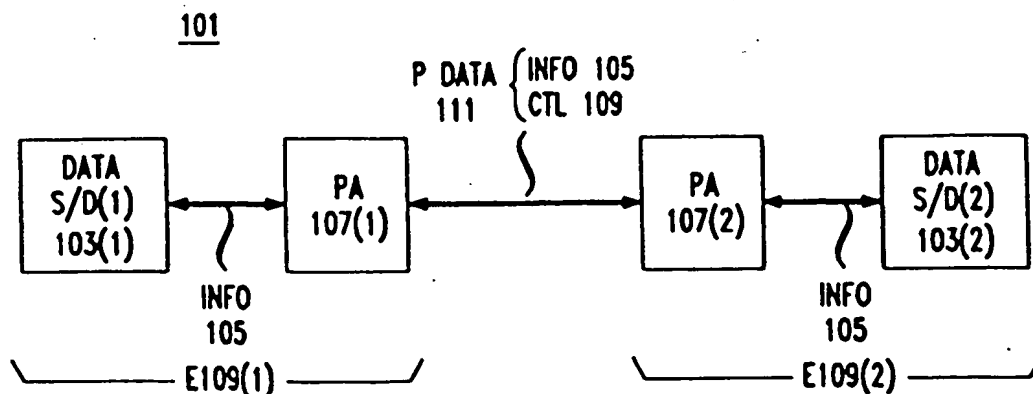 101
P DATA
111
INFO 105
CTL 109
DATA
S/D(1)
103(1)
PA
107(1)
PA
107(2)
DATA
S/D(2)
103(2)
INFO
105
INFO
105
E109(1)
E109(2)